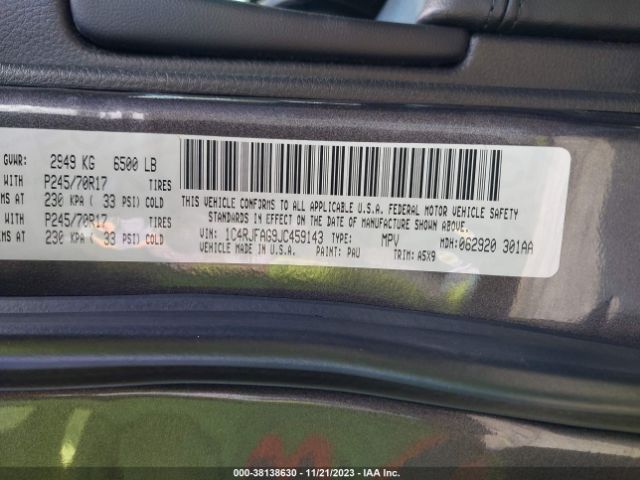 GVWR: 2949 KG 6500 LB
WITH P245/70R17 TIRES
MS AT 230 KPA ( 33 PSI) COLD
WITH P245/70R17 TIRES
MS AT 230 KPA ( 33 PSI) COLD
THIS VEHICLE CONFORMS TO ALL APPLICABLE U.S.A. FEDERAL MOTOR VEHICLE SAFETY
STANDARDS IN EFFECT ON THE DATE OF MANUFACTURE SHOWN ABOVE.
VIN: 1C4RJFAG9JC459143 TYPE: MPV MDH: 062920 301AA
VEHICLE MADE IN U.S.A. PAINT: PAU TRIM: A5X9
000-38138630 — 11/21/2023 — IAA Inc.